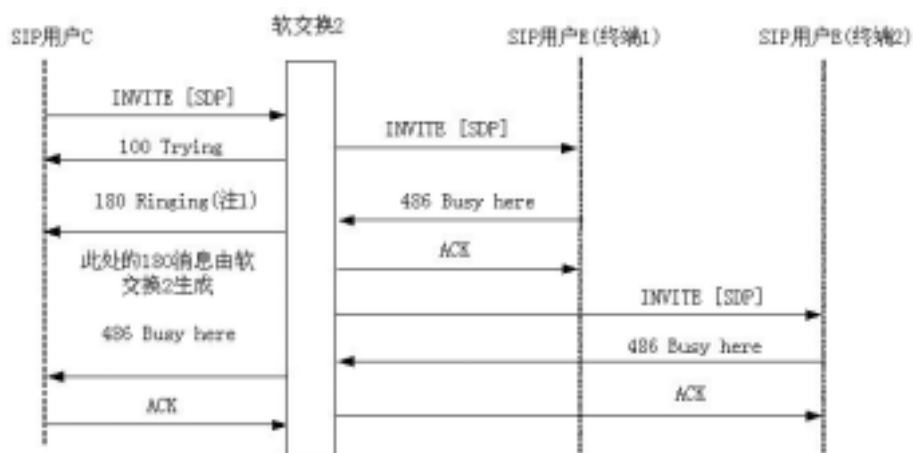 SIP用户C
软交换2
SIP用户E(终端1)
SIP用户E(终端2)
INVITE [SDP]
INVITE [SDP]
100 Trying
180 Ringing(注1)
486 Busy here
此处的180消息由软
交换2生成
ACK
INVITE [SDP]
486 Busy here
486 Busy here
ACK
ACK